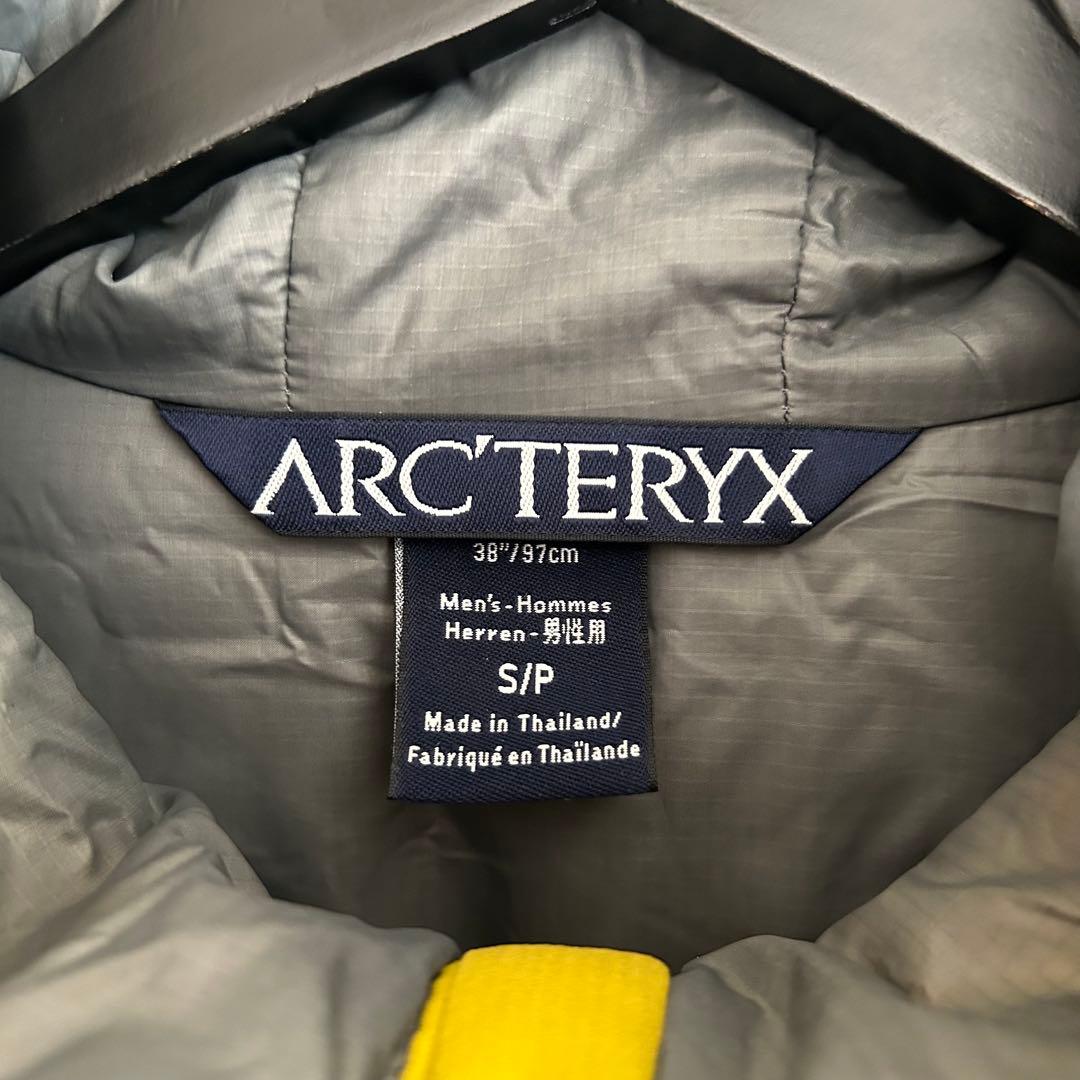 ARC'TERYX
38"/97cm
Men's-Hommes
Herren-男性用
S/P
Made in Thailand/
Fabriqué en Thaïlande